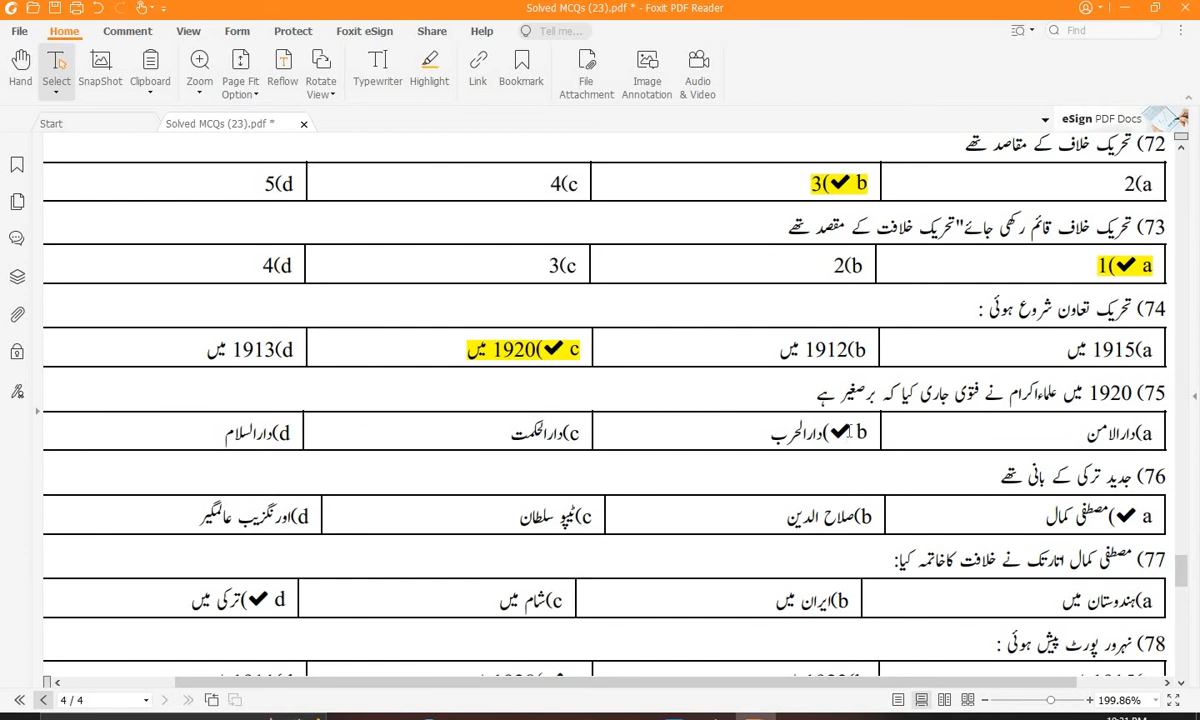 Solved MCQs (23).pdf * - Foxit PDF Reader
File Home Comment View Form Protect Foxit eSign Share Help Tell me... Find
Hand Select SnapShot Clipboard Zoom Page Fit Option Reflow Rotate View Typewriter Highlight Link Bookmark File Attachment Image Annotation Audio & Video
Start Solved MCQs (23).pdf * eSign PDF Docs
72) تحریک خلاف کے مقاصد تھے
2(a 3(✔ b 4(c 5(d
73) تحریک خلاف قائم رکھی جائے"تحریک خلافت کے مقصد تھے
1(✔ a 2(b 3(c 4(d
74) تحریک تعاون شروع ہوئی :
a)1915 میں b)1912 میں c ✔)1920 میں d)1913 میں
75) 1920 میں علماءاکرام نے فتوی جاری کیا کہ برصغیر ہے
a)دارالامن b ✔)دارالحرب c)دارالحکمت d)دارالسلام
76) جدید ترکی کے بانی تھے
a ✔)مصطفی کمال b)صلاح الدین c)ٹیپو سلطان d)اورنگزیب عالمگیر
77) مصطفی کمال اتارتک نے خلافت کاخاتمہ کیا:
a)ہندوستان میں b)ایران میں c)شام میں d ✔)ترکی میں
78) نہرور پورٹ پیش ہوئی :
4 / 4 199.86%